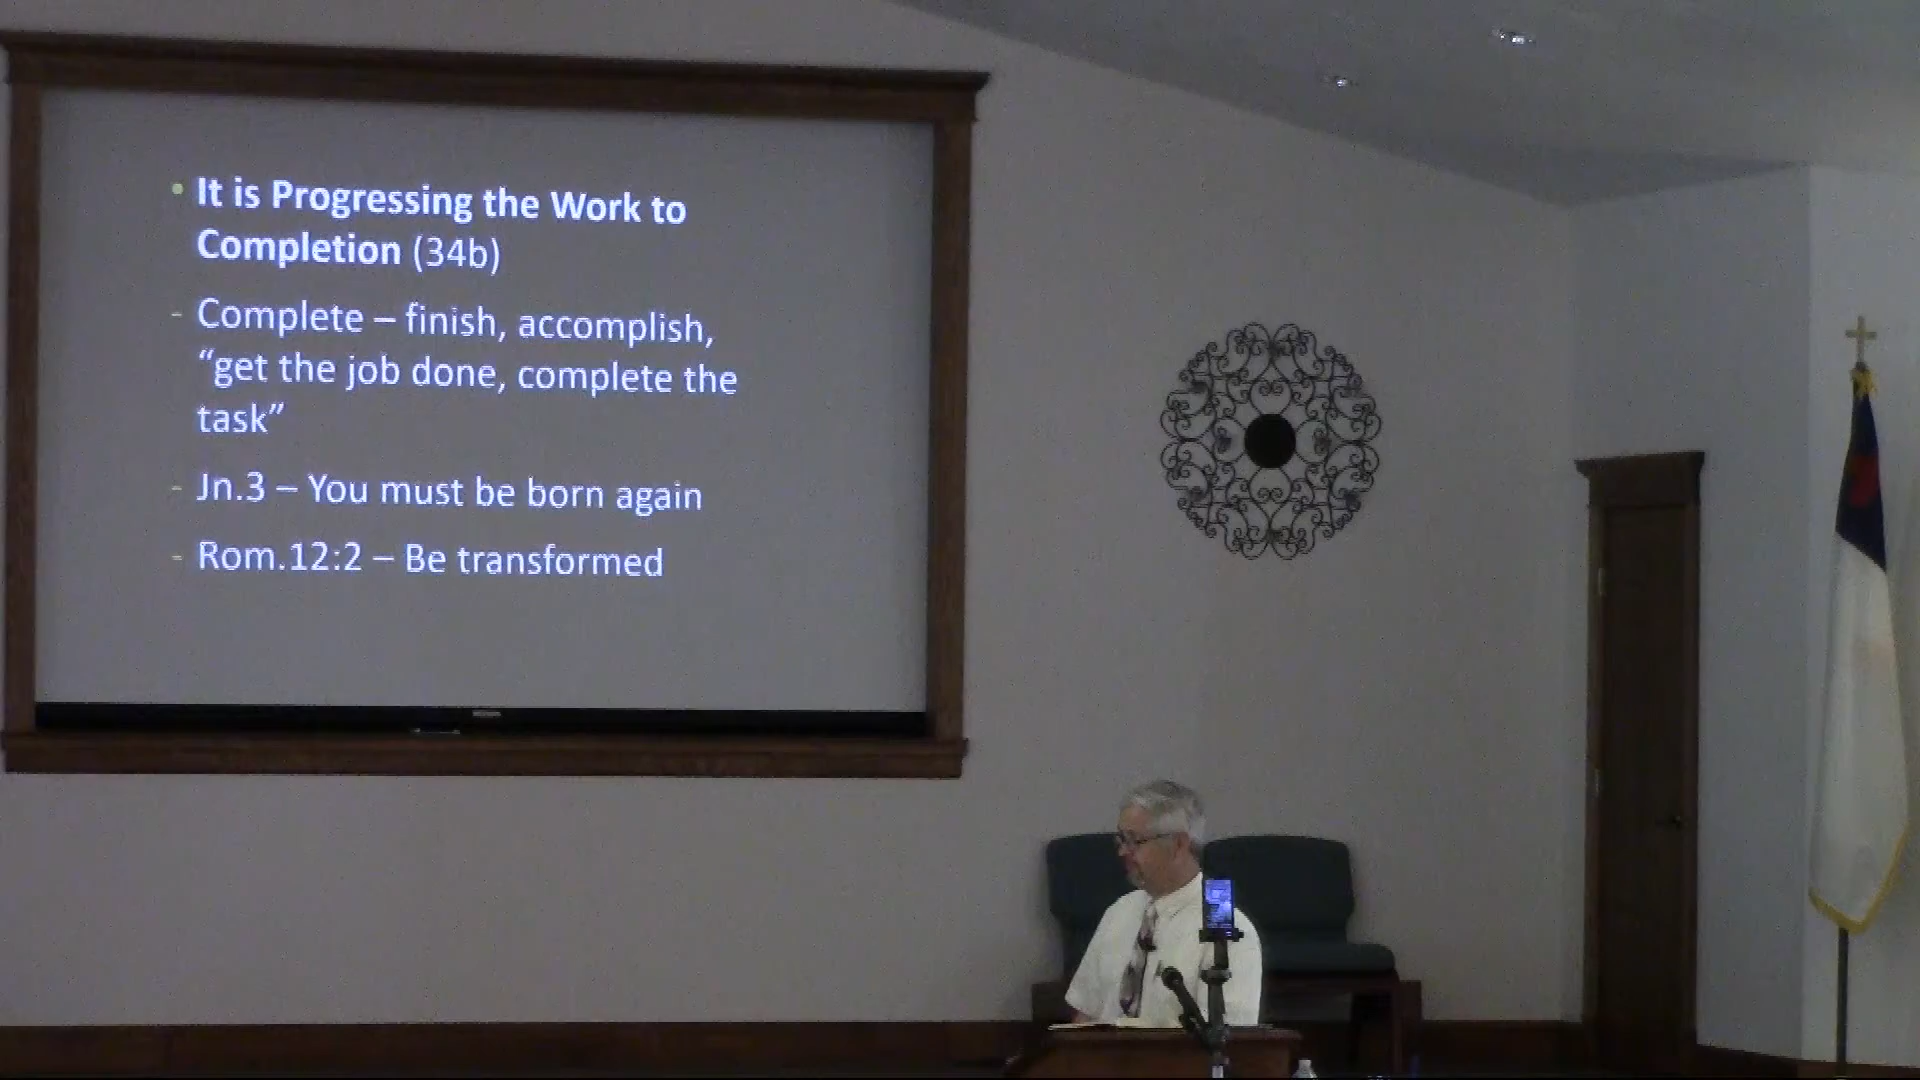 • It is Progressing the Work to
Completion (34b)
- Complete – finish, accomplish,
“get the job done, complete the
task”
- Jn.3 – You must be born again
- Rom.12:2 – Be transformed